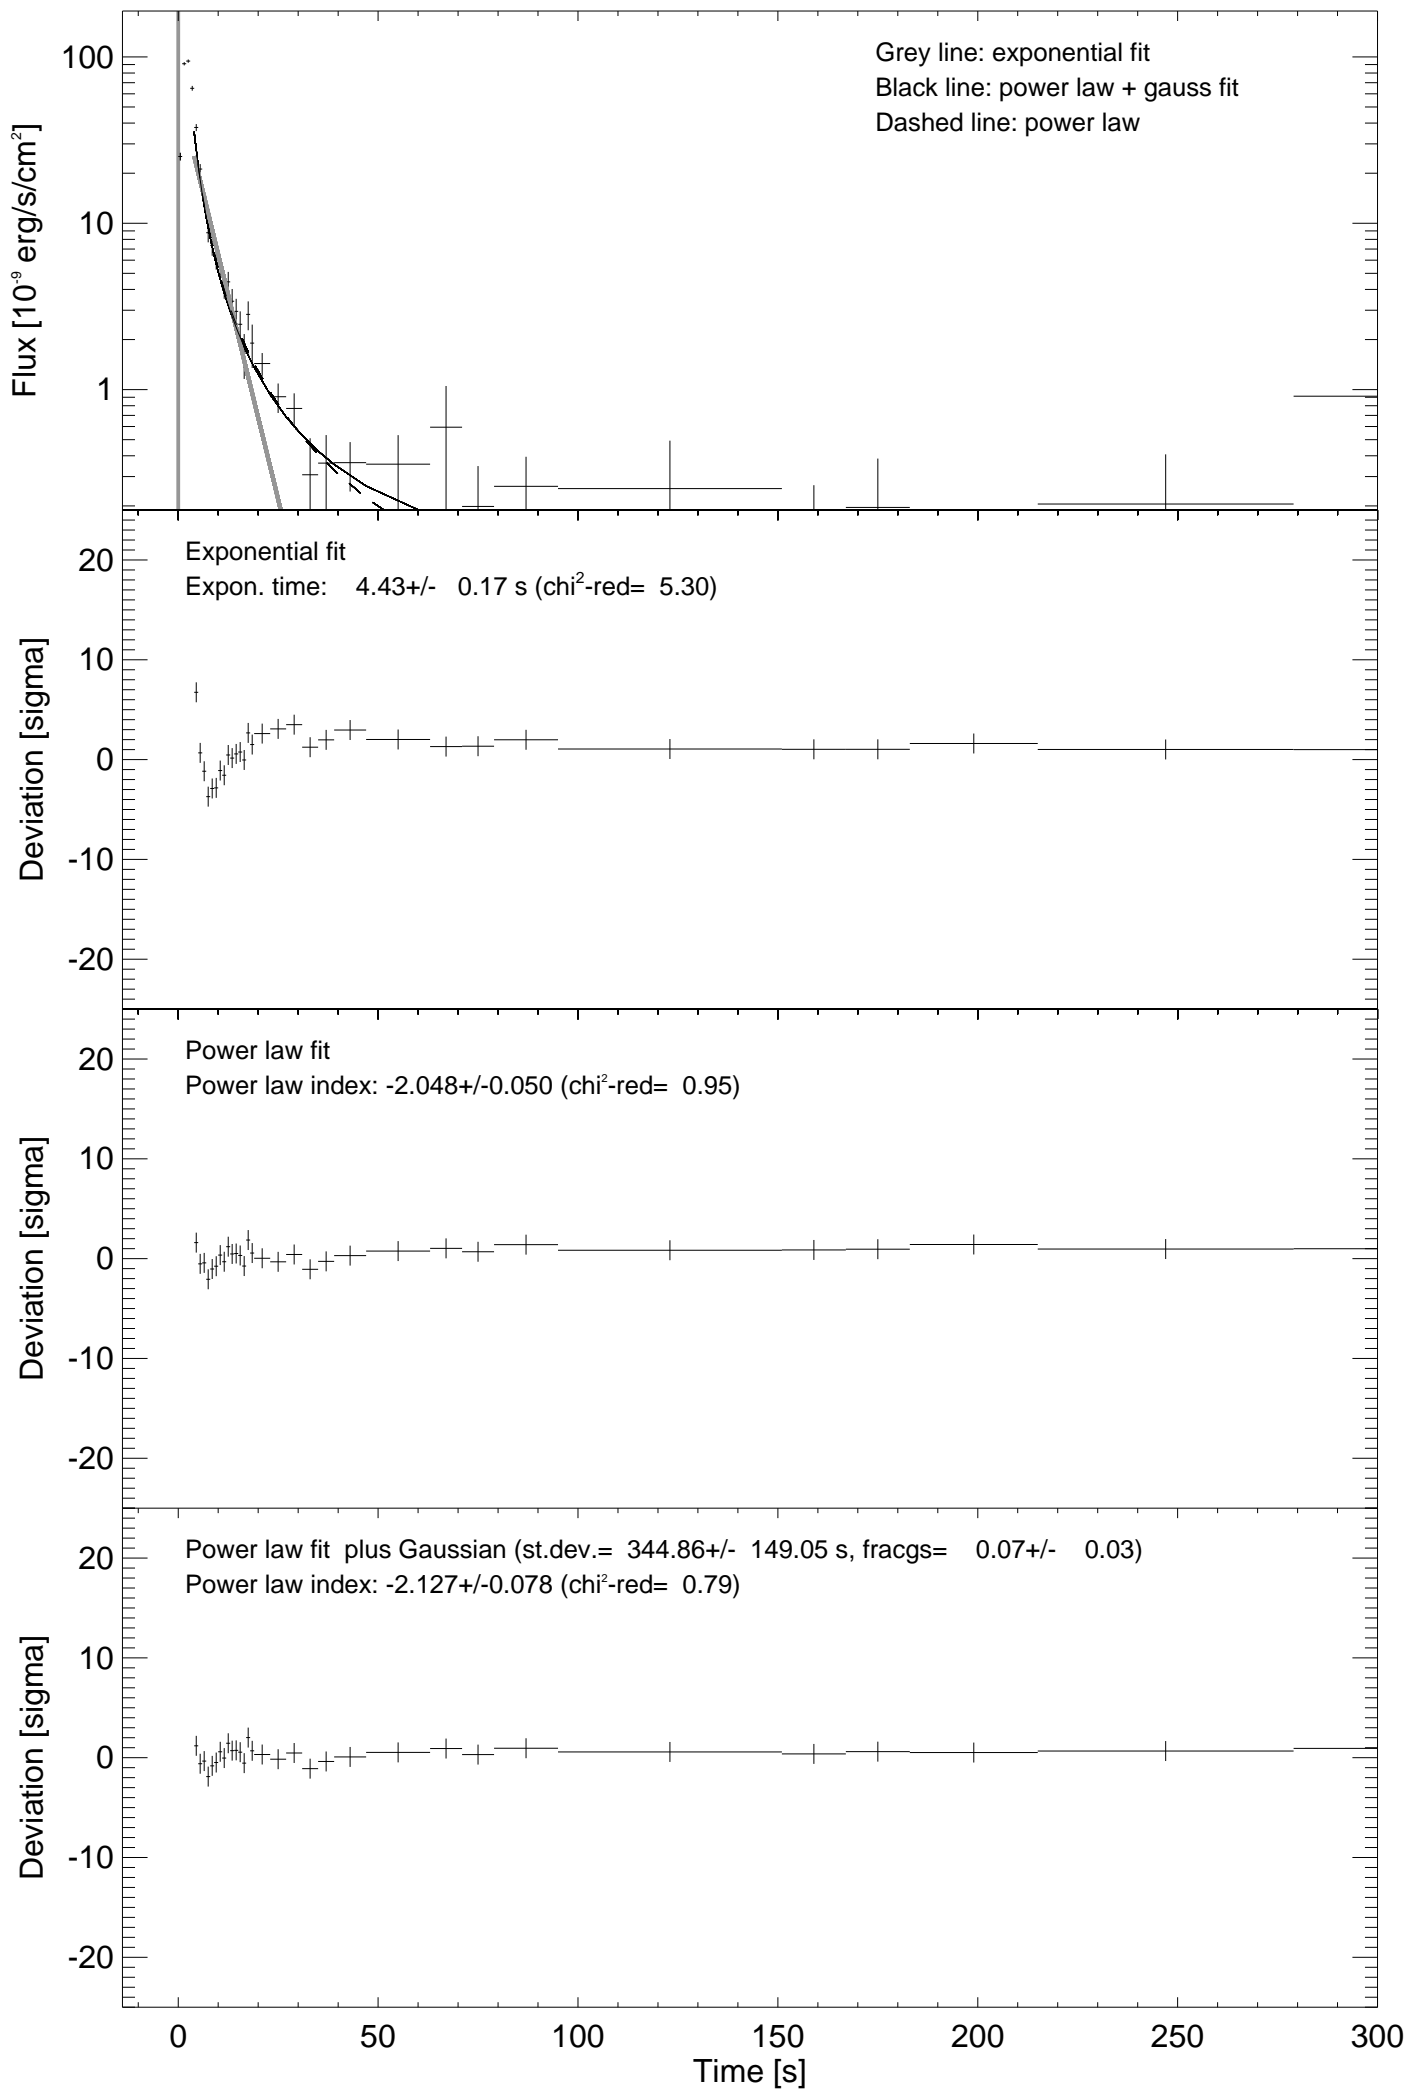 Grey line: exponential fit
Black line: power law + gauss fit
Dashed line: power law
100
10
1
Flux [10⁻⁹ erg/s/cm²]
Exponential fit
Expon. time: 4.43+/- 0.17 s (chi²-red= 5.30)
20
10
0
-10
-20
Deviation [sigma]
Power law fit
Power law index: -2.048+/-0.050 (chi²-red= 0.95)
20
10
0
-10
-20
Deviation [sigma]
Power law fit plus Gaussian (st.dev.= 344.86+/- 149.05 s, fracgs= 0.07+/- 0.03)
Power law index: -2.127+/-0.078 (chi²-red= 0.79)
20
10
0
-10
-20
Deviation [sigma]
0 50 100 150 200 250 300
Time [s]